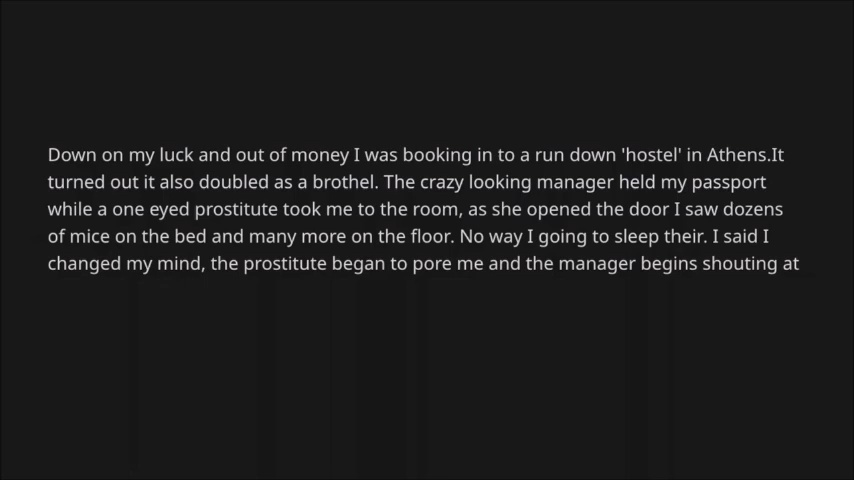 Down on my luck and out of money I was booking in to a run down 'hostel' in Athens.It
turned out it also doubled as a brothel. The crazy looking manager held my passport
while a one eyed prostitute took me to the room, as she opened the door I saw dozens
of mice on the bed and many more on the floor. No way I going to sleep their. I said I
changed my mind, the prostitute began to pore me and the manager begins shouting at